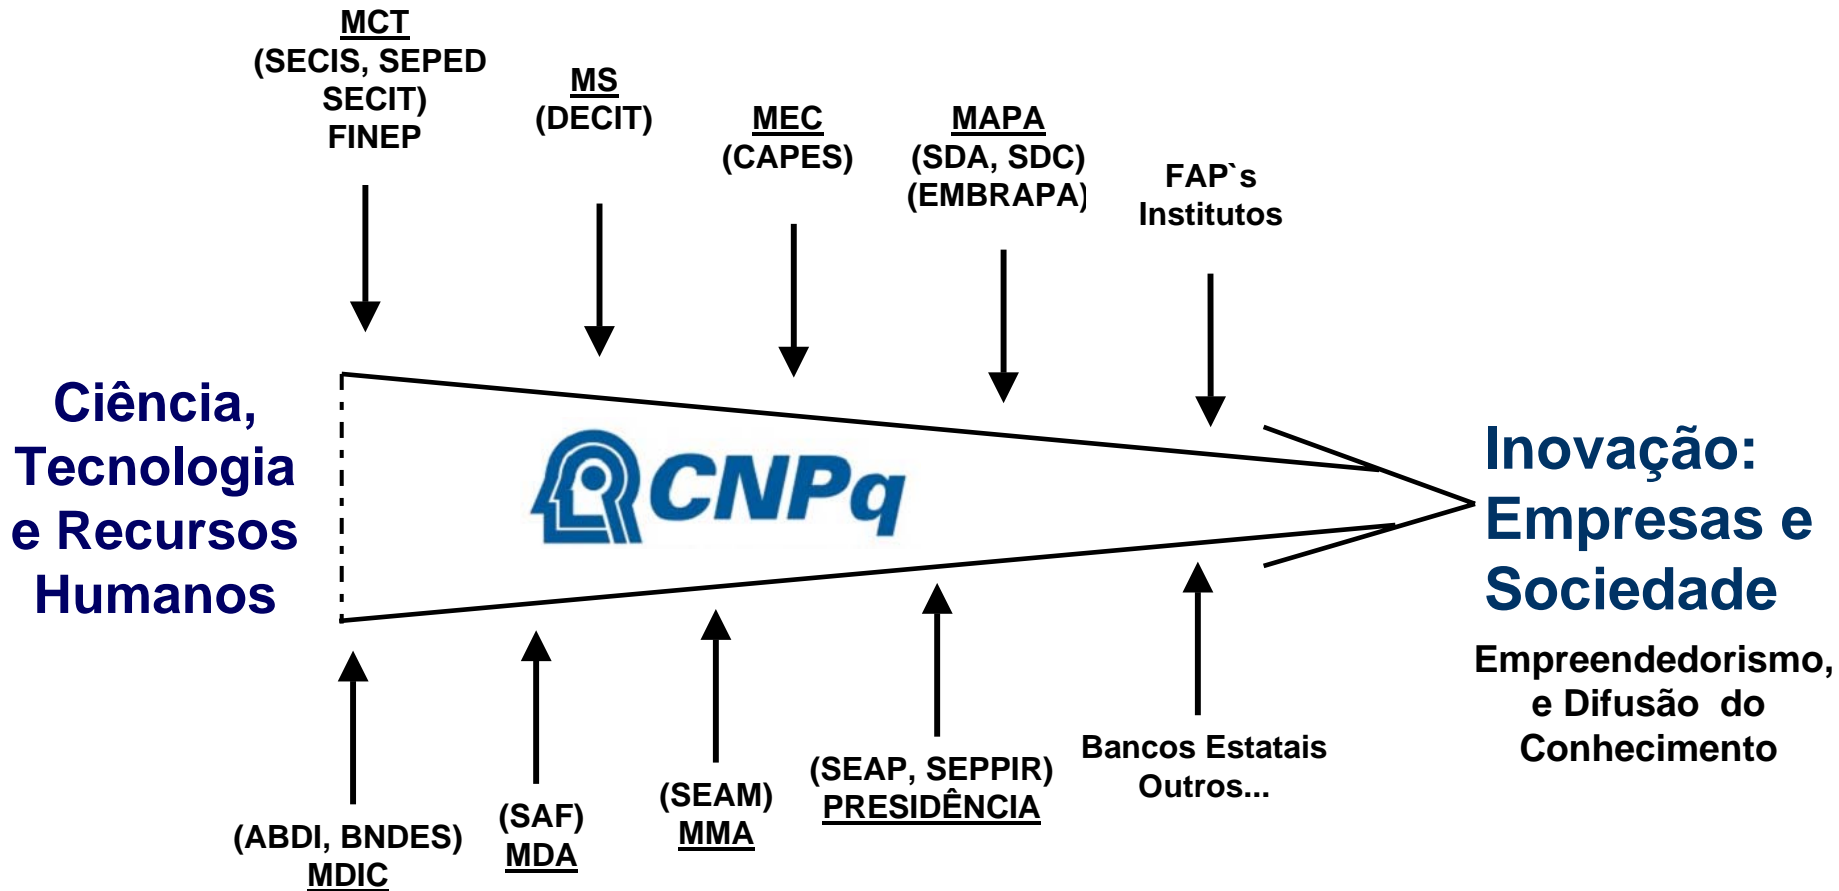 MCT
(SECIS, SEPED
SECIT)
FINEP
MS
(DECIT)
MEC
(CAPES)
MAPA
(SDA, SDC)
(EMBRAPA)
FAP`s
Institutos
Ciência,
Tecnologia
e Recursos
Humanos
CNPq
Inovação:
Empresas e
Sociedade
Empreendedorismo,
e Difusão do
Conhecimento
(ABDI, BNDES)
MDIC
(SAF)
MDA
(SEAM)
MMA
(SEAP, SEPPIR)
PRESIDÊNCIA
Bancos Estatais
Outros...